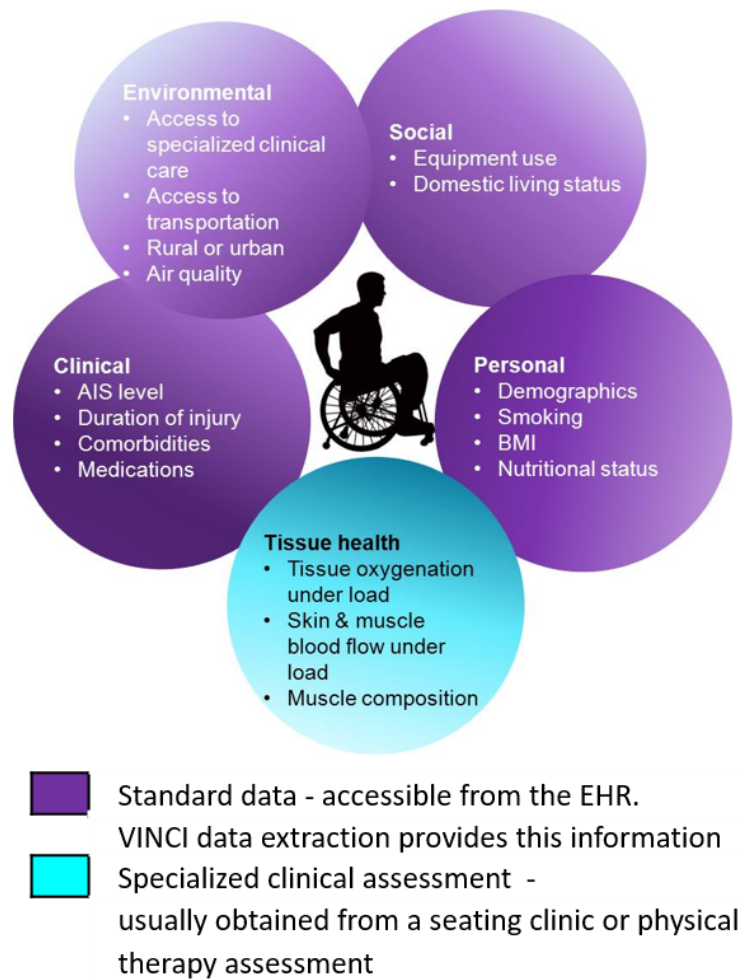 Environmental
• Access to
specialized clinical
care
• Access to
transportation
• Rural or urban
• Air quality
Social
• Equipment use
• Domestic living status
Clinical
• AIS level
• Duration of injury
• Comorbidities
• Medications
Personal
• Demographics
• Smoking
• BMI
• Nutritional status
Tissue health
• Tissue oxygenation
under load
• Skin & muscle
blood flow under
load
• Muscle composition
Standard data - accessible from the EHR.
VINCI data extraction provides this information
Specialized clinical assessment -
usually obtained from a seating clinic or physical
therapy assessment